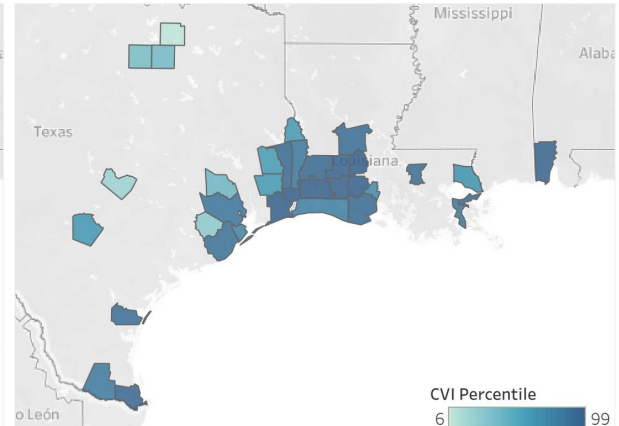 Mississippi
Alaba
Texas
Louisiana
CVI Percentile
6 99
o León